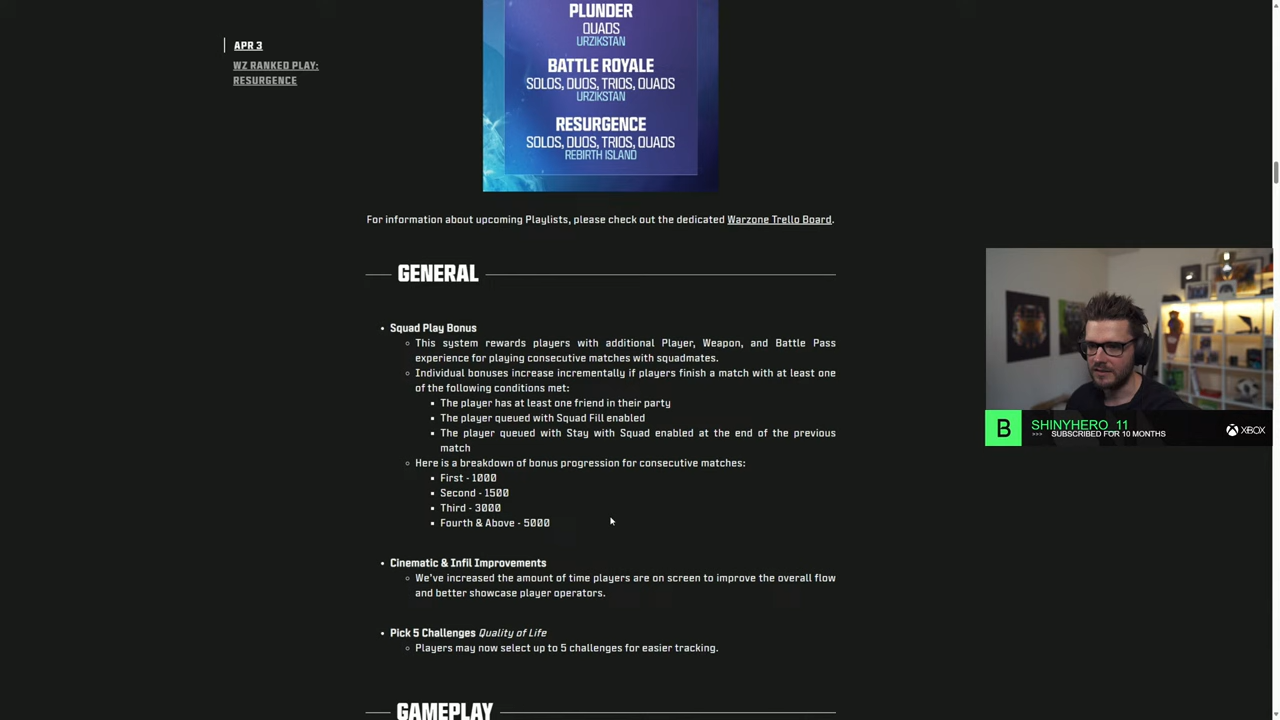 PLUNDER
QUADS
URZIKSTAN
BATTLE ROYALE
SOLOS, DUOS, TRIOS, QUADS
URZIKSTAN
RESURGENCE
SOLOS, DUOS, TRIOS, QUADS
REBIRTH ISLAND
APR 3
WZ RANKED PLAY:
RESURGENCE
For information about upcoming Playlists, please check out the dedicated Warzone Trello Board.
GENERAL
• Squad Play Bonus
◦ This system rewards players with additional Player, Weapon, and Battle Pass
experience for playing consecutive matches with squadmates.
◦ Individual bonuses increase incrementally if players finish a match with at least one
of the following conditions met:
▪ The player has at least one friend in their party
▪ The player queued with Squad Fill enabled
▪ The player queued with Stay with Squad enabled at the end of the previous
match
◦ Here is a breakdown of bonus progression for consecutive matches:
▪ First - 1000
▪ Second - 1500
▪ Third - 3000
▪ Fourth & Above - 5000
• Cinematic & Infil Improvements
◦ We've increased the amount of time players are on screen to improve the overall flow
and better showcase player operators.
• Pick 5 Challenges Quality of Life
◦ Players may now select up to 5 challenges for easier tracking.
GAMEPLAY
B
SHINYHERO_11
>>> SUBSCRIBED FOR 10 MONTHS
XBOX